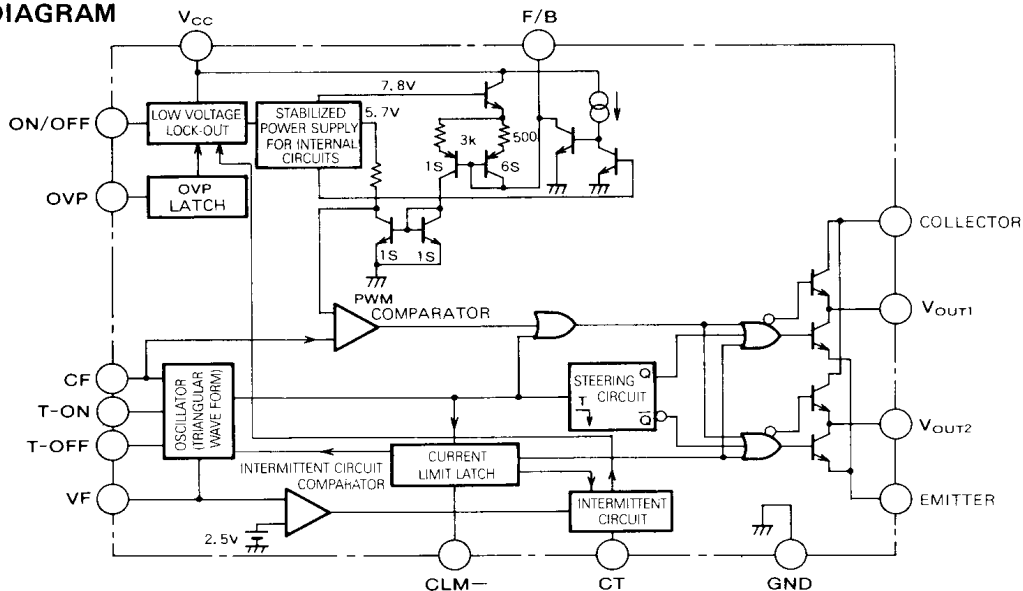 DIAGRAM
VCC
F/B
7.8V
ON/OFF
LOW VOLTAGE
LOCK-OUT
STABILIZED
POWER SUPPLY
FOR INTERNAL
CIRCUITS
5.7V
3k
500
1S
6S
OVP
OVP
LATCH
1S
1S
COLLECTOR
PWM
COMPARATOR
VOUT1
CF
T-ON
T-OFF
VF
OSCILLATOR
(TRIANGULAR
WAVE FORM)
STEERING
CIRCUIT
T
Q
Q̅
VOUT2
INTERMITTENT CIRCUIT
COMPARATOR
CURRENT
LIMIT LATCH
INTERMITTENT
CIRCUIT
EMITTER
2.5V
CLM−
CT
GND